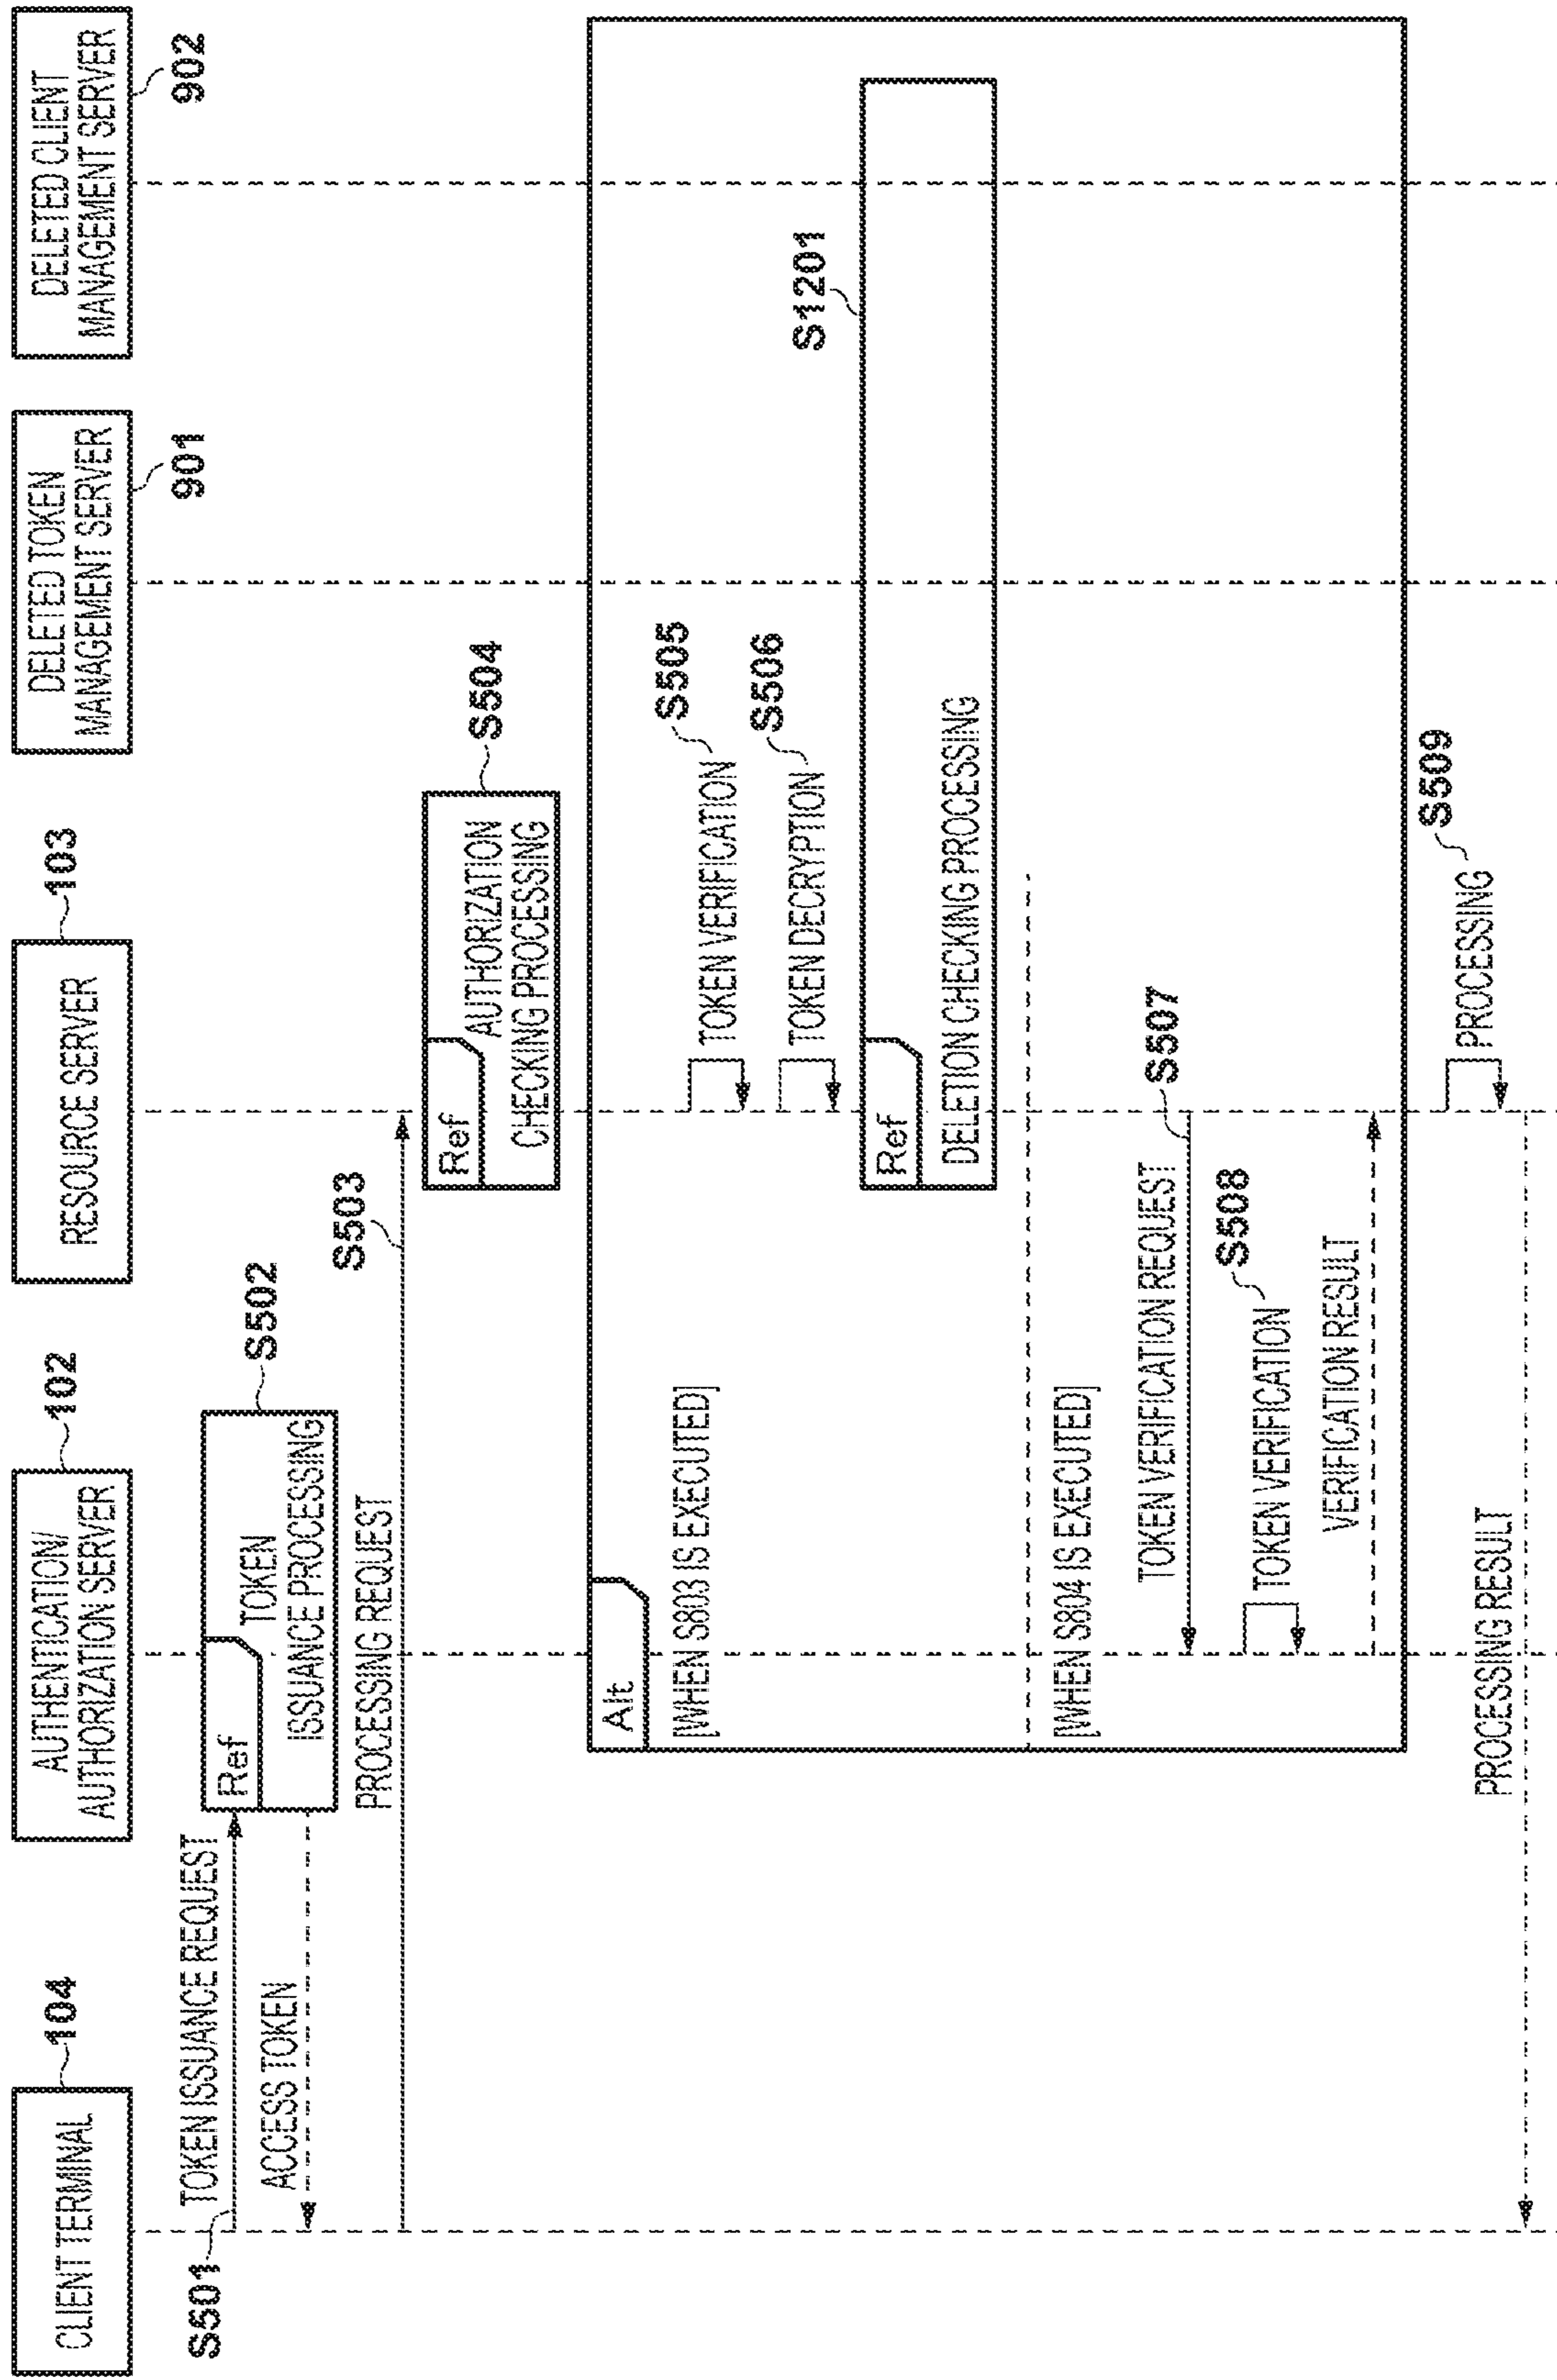 CLIENT TERMINAL
104
AUTHENTICATION/
AUTHORIZATION SERVER
102
RESOURCE SERVER
103
DELETED TOKEN
MANAGEMENT SERVER
901
DELETED CLIENT
MANAGEMENT SERVER
902
S501
TOKEN ISSUANCE REQUEST
Ref
TOKEN
ISSUANCE PROCESSING
S502
ACCESS TOKEN
PROCESSING REQUEST
S503
Ref
AUTHORIZATION
CHECKING PROCESSING
S504
Alt
[WHEN S803 IS EXECUTED]
TOKEN VERIFICATION
S505
TOKEN DECRYPTION
S506
Ref
DELETION CHECKING PROCESSING
S1201
[WHEN S804 IS EXECUTED]
TOKEN VERIFICATION REQUEST
S507
TOKEN VERIFICATION
S508
VERIFICATION RESULT
PROCESSING
S509
PROCESSING RESULT